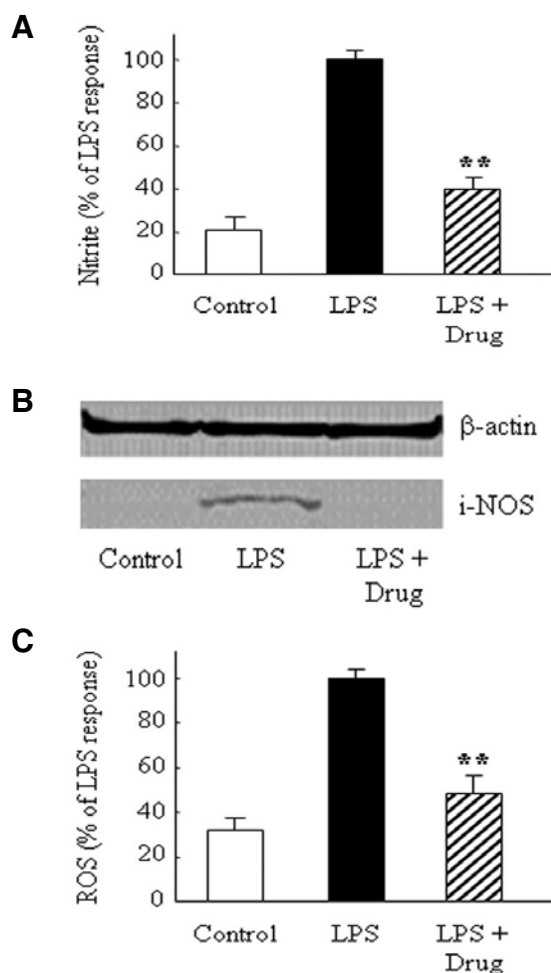 A
Nitrite (% of LPS response)
100
80
60
40
20
0
**
Control LPS LPS +
Drug
B
β-actin
i-NOS
Control LPS LPS +
Drug
C
ROS (% of LPS response)
100
80
60
40
20
0
**
Control LPS LPS +
Drug